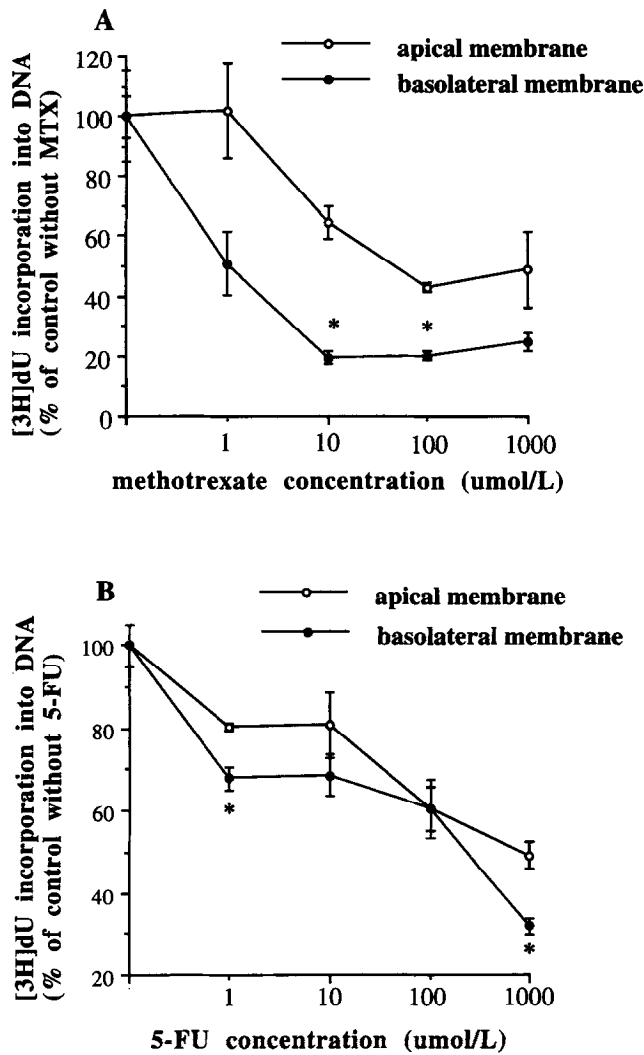 A
apical membrane
basolateral membrane
[3H]dU incorporation into DNA
(% of control without MTX)
120
100
80
60
40
20
0
*
*
1
10
100
1000
methotrexate concentration (umol/L)
B
apical membrane
basolateral membrane
[3H]dU incorporation into DNA
(% of control without 5-FU)
100
80
60
40
20
*
*
1
10
100
1000
5-FU concentration (umol/L)